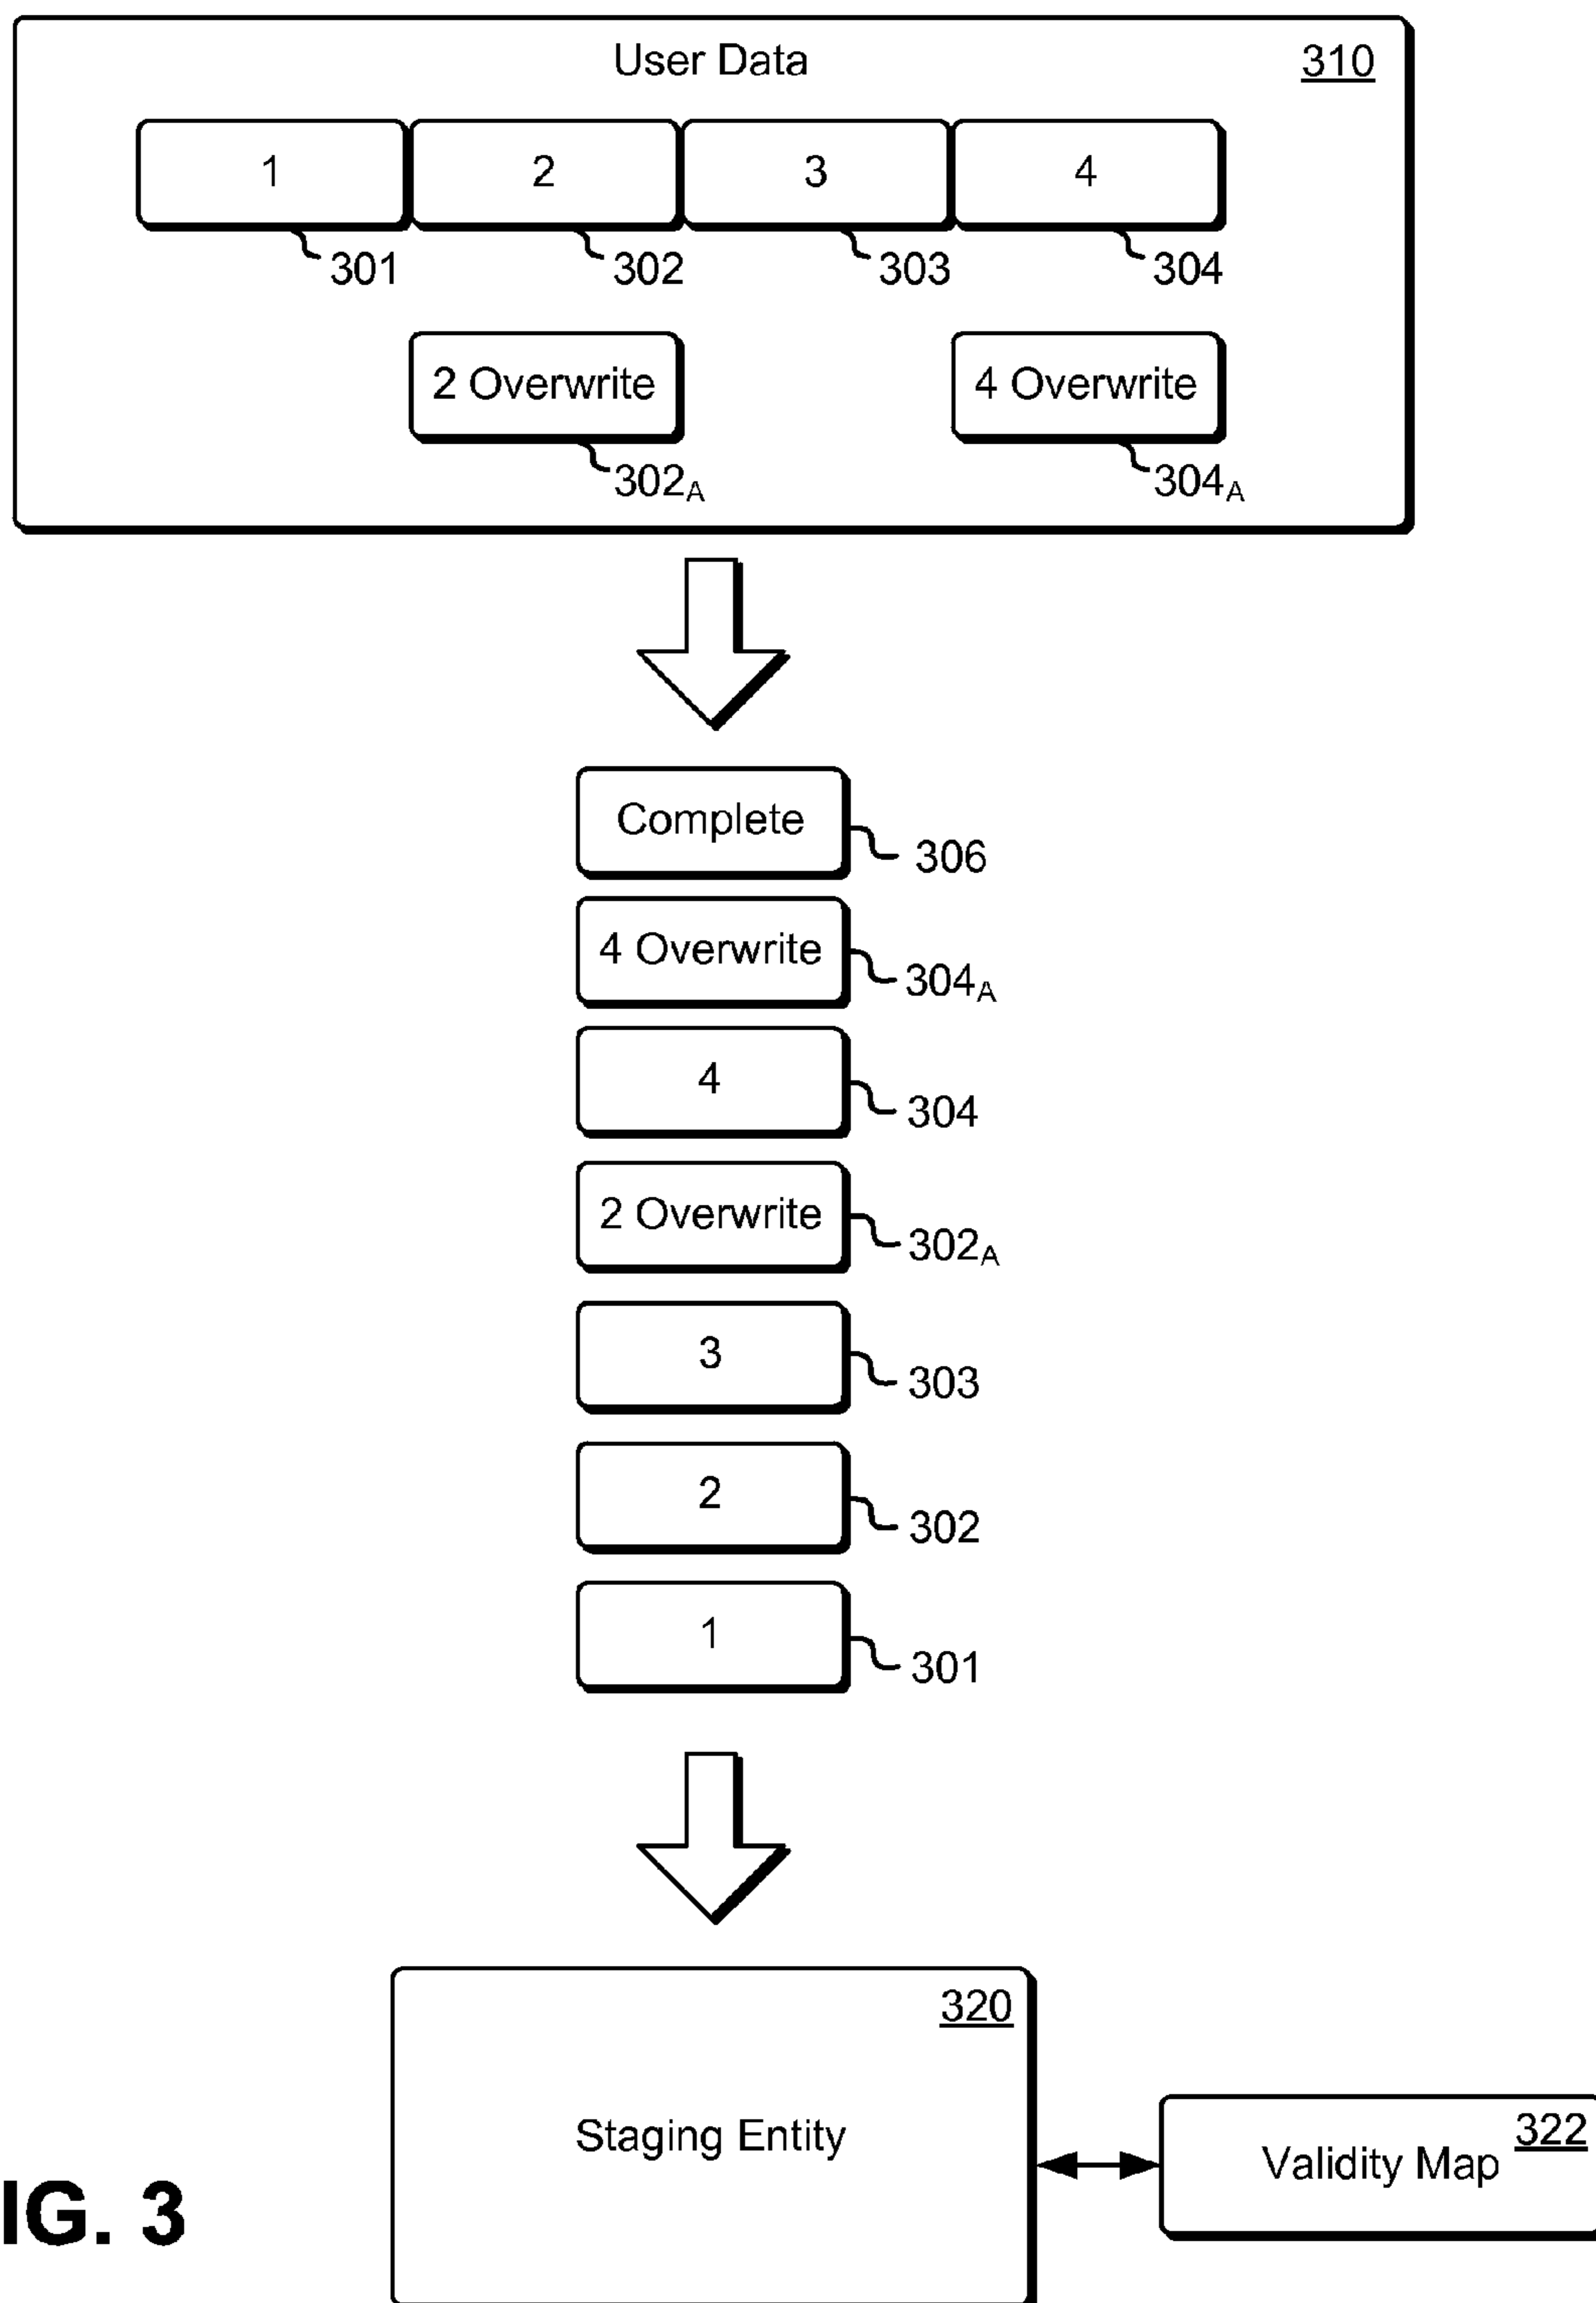 User Data 310
1 2 3 4
301 302 303 304
2 Overwrite 4 Overwrite
302A 304A
Complete
306
4 Overwrite
304A
4
304
2 Overwrite
302A
3
303
2
302
1
301
320
Staging Entity
322
Validity Map
IG. 3